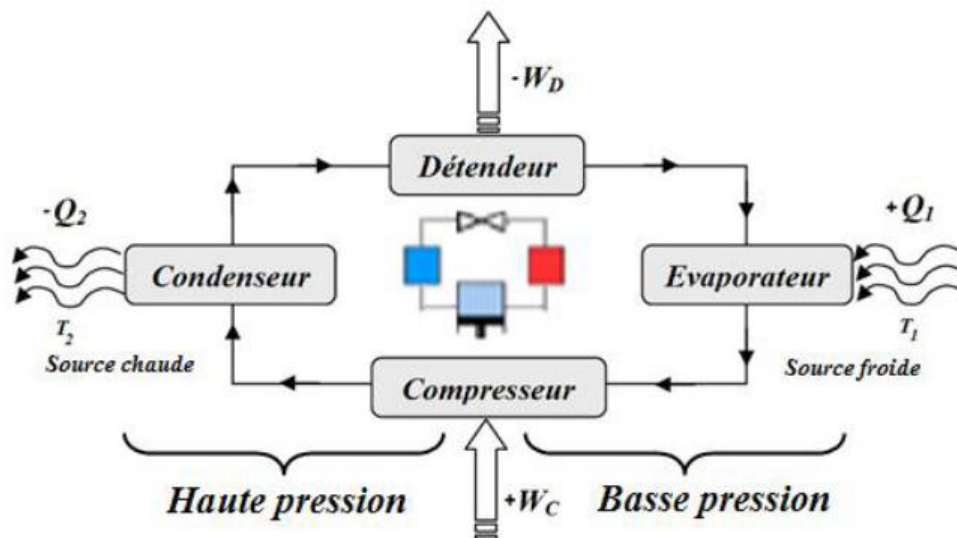 -W_D
Détendeur
-Q_2
+Q_1
Condenseur
Evaporateur
T_2
T_1
Source chaude
Source froide
Compresseur
Haute pression
Basse pression
+W_C